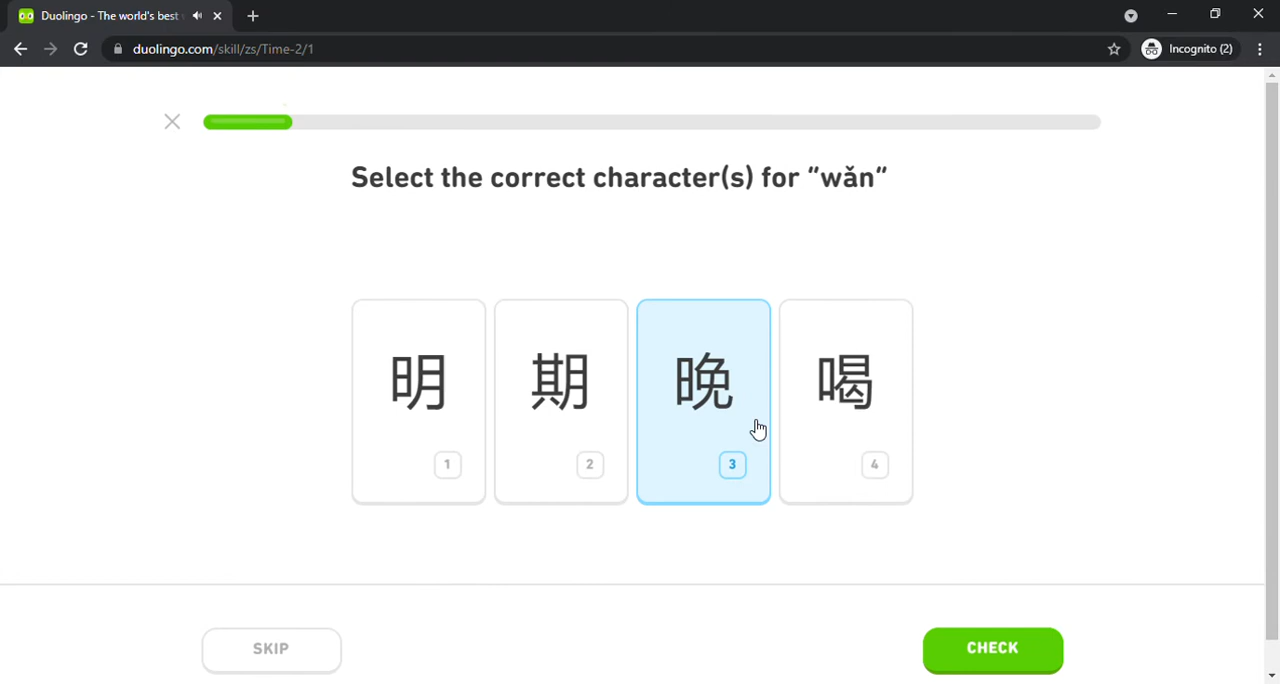 Duolingo - The world's best
duolingo.com/skill/zs/Time-2/1
Incognito (2)
Select the correct character(s) for "wǎn"
明 期 晚 喝
1 2 3 4
SKIP CHECK